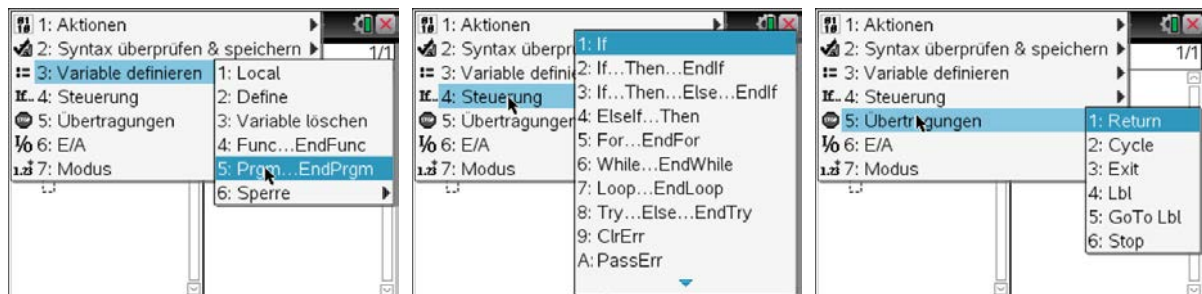 1: Aktionen
2: Syntax überprüfen & speichern
1/1
3: Variable definieren
4: Steuerung
5: Übertragungen
6: E/A
7: Modus
1: Local
2: Define
3: Variable löschen
4: Func...EndFunc
5: Prgm...EndPrgm
6: Sperre
1: Aktionen
2: Syntax überpr
3: Variable definie
4: Steuerung
5: Übertragunger
6: E/A
7: Modus
1: If
2: If...Then...EndIf
3: If...Then...Else...EndIf
4: ElseIf...Then
5: For...EndFor
6: While...EndWhile
7: Loop...EndLoop
8: Try...Else...EndTry
9: ClrErr
A: PassErr
1: Aktionen
2: Syntax überprüfen & speichern
1/1
3: Variable definieren
4: Steuerung
5: Übertragungen
6: E/A
7: Modus
1: Return
2: Cycle
3: Exit
4: Lbl
5: GoTo Lbl
6: Stop